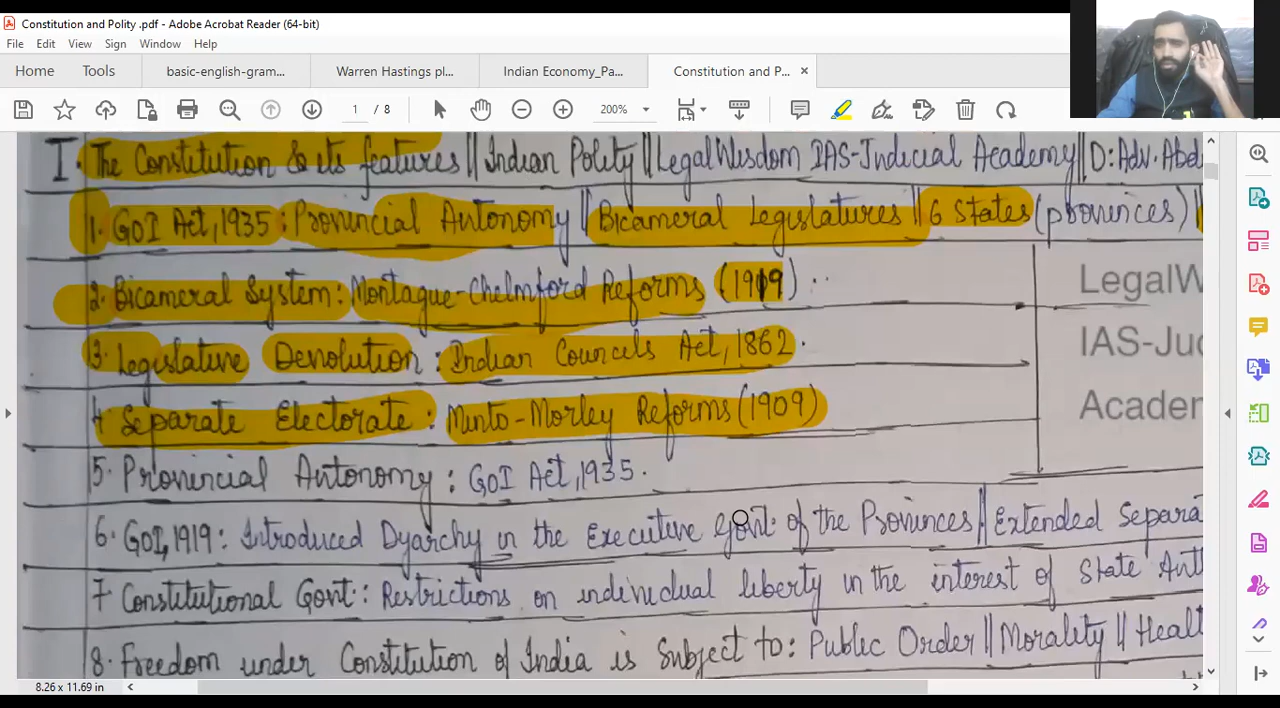 Constitution and Polity .pdf - Adobe Acrobat Reader (64-bit)
File Edit View Sign Window Help
Home Tools basic-english-gram... Warren Hastings pl... Indian Economy_Pa... Constitution and P... ×
1 / 8 200%
I. The Constitution & its features || Indian Polity || LegalWisdom IAS-Judicial Academy || D: Adv. Abd
1. GOI Act, 1935 : Provincial Autonomy || Bicameral Legislatures || 6 States (provinces)
2. Bicameral System : Montague-Chelmford Reforms (1919) ..
3. Legislative Devolution : Indian Councels Act, 1862.
4. Separate Electorate : Minto-Morley Reforms (1909)
LegalW
IAS-Jud
Academ
5. Provincial Autonomy : GOI Act, 1935.
6. GOI, 1919 : Introduced Dyarchy in the Executive Govt. of the Provinces || Extended Separa
7. Constitutional Govt : Restrictions on individual liberty in the interest of State Aut
8. Freedom under Constitution of India is Subject to : Public Order || Morality || Healt
8.26 x 11.69 in